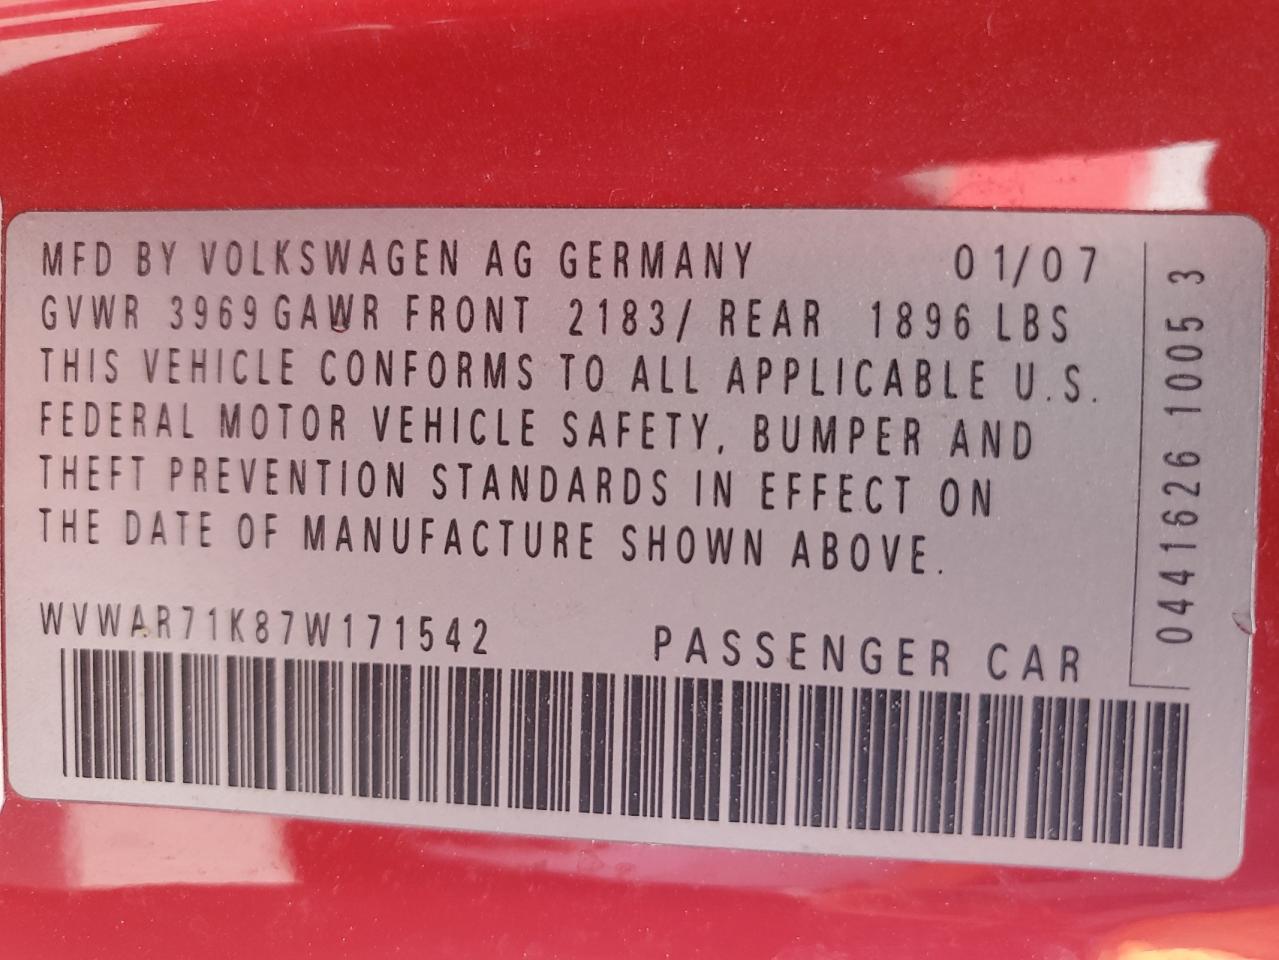 MFD BY VOLKSWAGEN AG GERMANY 01/07
GVWR 3969 GAWR FRONT 2183/ REAR 1896 LBS
THIS VEHICLE CONFORMS TO ALL APPLICABLE U.S.
FEDERAL MOTOR VEHICLE SAFETY, BUMPER AND
THEFT PREVENTION STANDARDS IN EFFECT ON
THE DATE OF MANUFACTURE SHOWN ABOVE.
WVWAR71K87W171542 PASSENGER CAR
0441626 1005 3